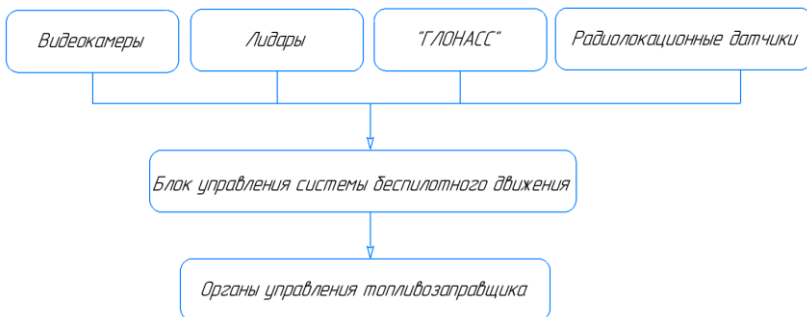 Видеокамеры
Лидары
"ГЛОНАСС"
Радиолокационные датчики
Блок управления системы беспилотного движения
Органы управления топливозаправщика